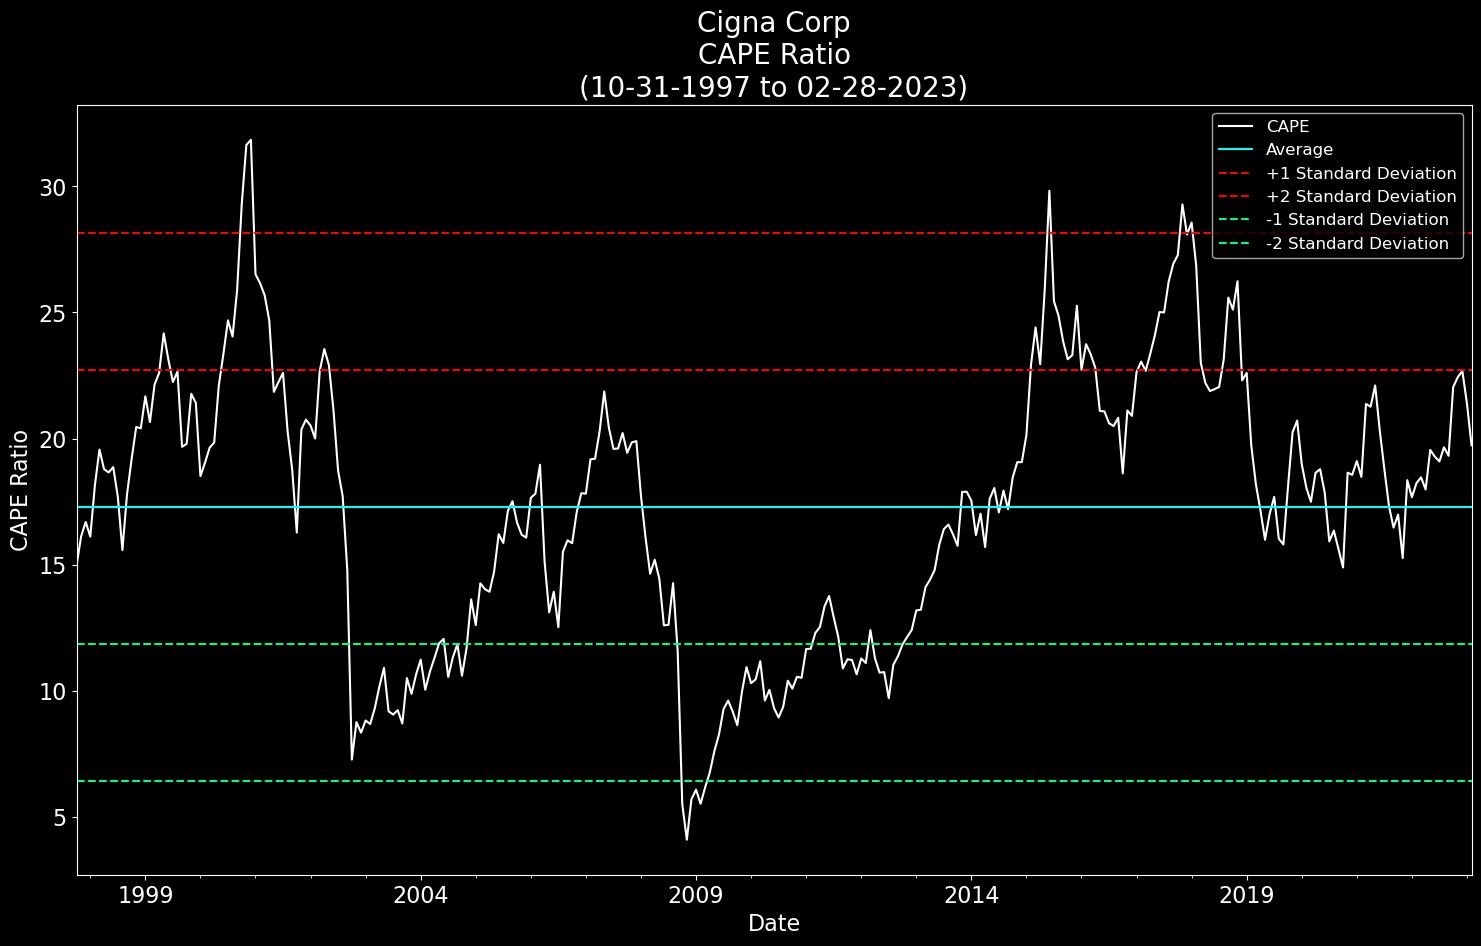 Cigna Corp
CAPE Ratio
(10-31-1997 to 02-28-2023)
CAPE
Average
+1 Standard Deviation
+2 Standard Deviation
-1 Standard Deviation
-2 Standard Deviation
CAPE Ratio
30
25
20
15
10
5
1999
2004
2009
2014
2019
Date